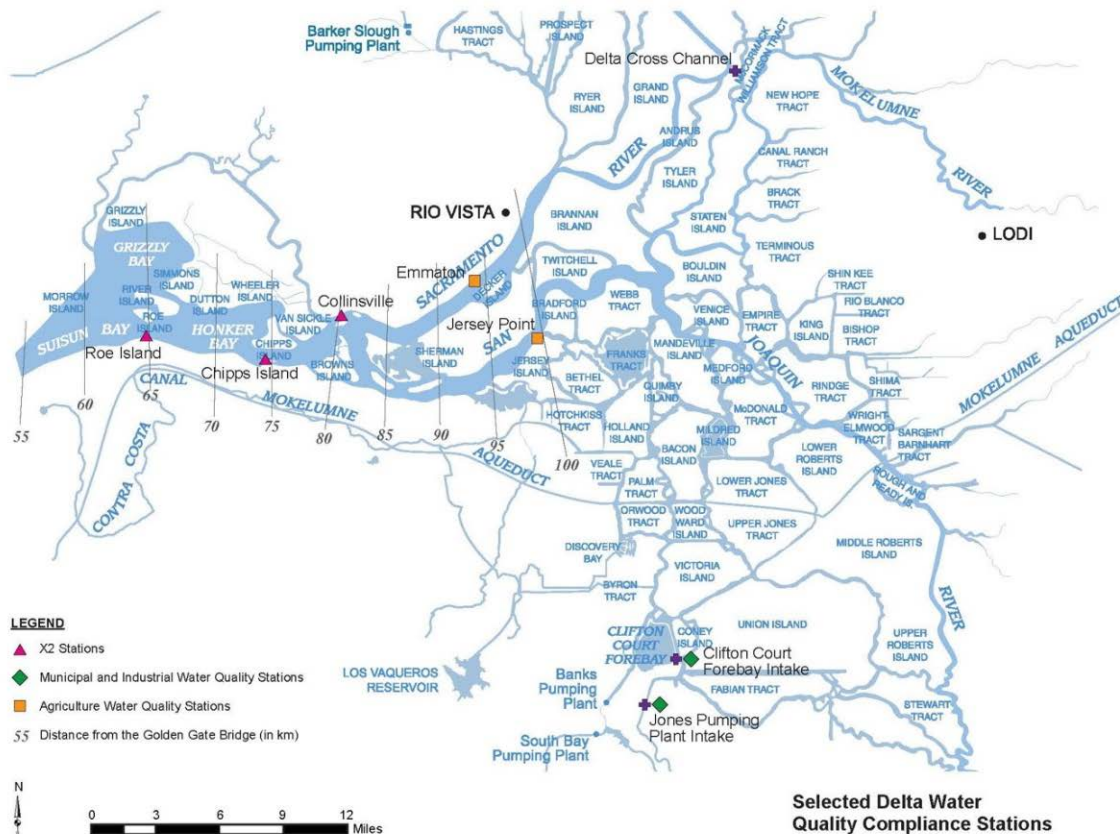 Barker Slough
Pumping Plant
HASTINGS
TRACT
PROSPECT
ISLAND
Delta Cross Channel
McCORMACK
WILLIAMSON TRACT
MOKELUMNE
RIVER
RYER
ISLAND
GRAND
ISLAND
NEW HOPE
TRACT
ANDRUS
ISLAND
CANAL RANCH
TRACT
TYLER
ISLAND
BRACK
TRACT
RIVER
SACRAMENTO
RIO VISTA
BRANNAN
ISLAND
STATEN
ISLAND
LODI
GRIZZLY
ISLAND
GRIZZLY
BAY
TERMINOUS
TRACT
TWITCHELL
ISLAND
BOULDIN
ISLAND
SIMMONS
ISLAND
WHEELER
ISLAND
Emmaton
DECKER
ISLAND
SHIN KEE
TRACT
MORROW
ISLAND
RIVER
ISLAND
DUTTON
ISLAND
Collinsville
BRADFORD
ISLAND
WEBB
TRACT
VENICE
ISLAND
RIO BLANCO
TRACT
SUISUN
BAY
ROE
ISLAND
HONKER
BAY
VAN SICKLE
ISLAND
Jersey Point
SAN
JOAQUIN
RIVER
EMPIRE
TRACT
KING
ISLAND
BISHOP
TRACT
Roe Island
CHIPPS
ISLAND
Chipps Island
BROWNS
ISLAND
SHERMAN
ISLAND
JERSEY
ISLAND
FRANKS
TRACT
MANDEVILLE
ISLAND
MEDFORD
ISLAND
BETHEL
TRACT
QUIMBY
ISLAND
RINDGE
TRACT
SHIMA
TRACT
MOKELUMNE AQUEDUCT
CONTRA COSTA
CANAL
MOKELUMNE
AQUEDUCT
HOTCHKISS
TRACT
HOLLAND
ISLAND
McDONALD
TRACT
MILDRED
ISLAND
WRIGHT-
ELMWOOD
TRACT
SARGENT
BARNHART
TRACT
55
60
65
70
75
80
81
85
90
95
100
BACON
ISLAND
LOWER
ROBERTS
ISLAND
VEALE
TRACT
PALM
TRACT
LOWER JONES
TRACT
ROUGH AND
READY IS.
ORWOOD
TRACT
WOOD
WARD
ISLAND
UPPER JONES
TRACT
DISCOVERY
BAY
MIDDLE ROBERTS
ISLAND
VICTORIA
ISLAND
BYRON
TRACT
CLIFTON
COURT
FOREBAY
CONEY
ISLAND
UNION ISLAND
Clifton Court
Forebay Intake
UPPER
ROBERTS
ISLAND
LOS VAQUEROS
RESERVOIR
Banks
Pumping
Plant
FABIAN TRACT
STEWART
TRACT
Jones Pumping
Plant Intake
South Bay
Pumping Plant
LEGEND
X2 Stations
Municipal and Industrial Water Quality Stations
Agriculture Water Quality Stations
55 Distance from the Golden Gate Bridge (in km)
N
0 3 6 9 12
Miles
Selected Delta Water
Quality Compliance Stations